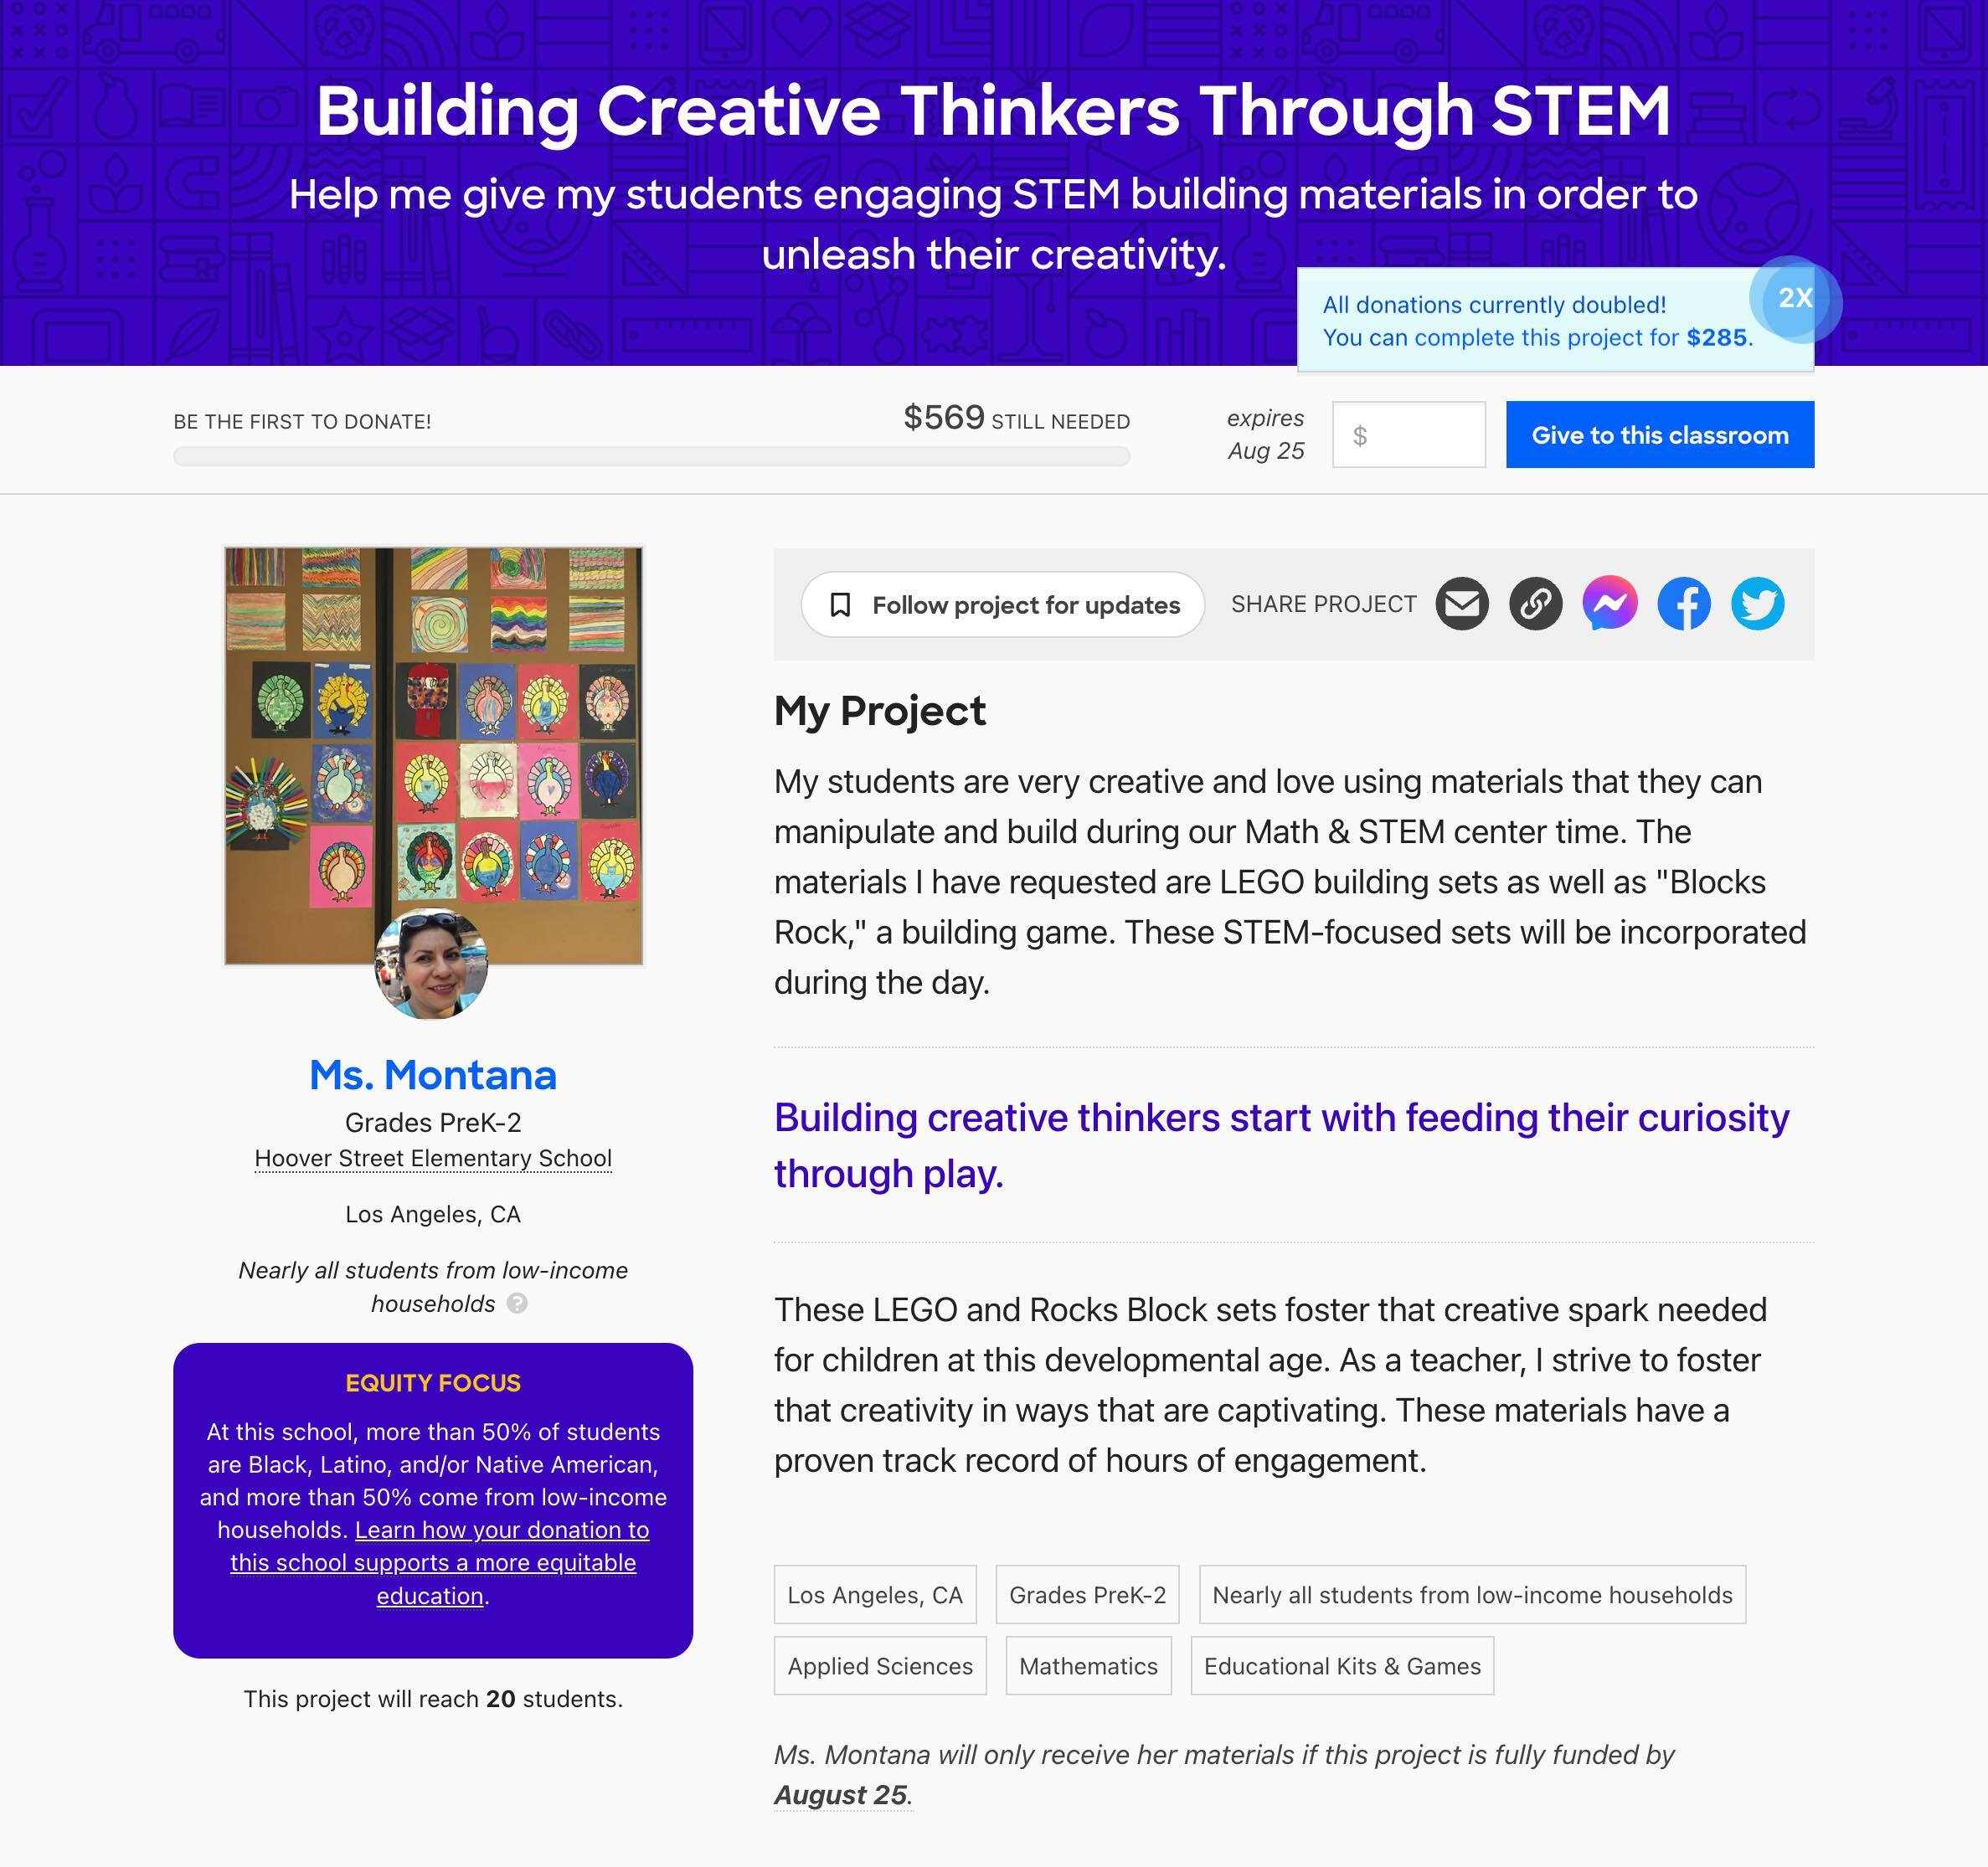 Building Creative Thinkers Through STEM
Help me give my students engaging STEM building materials in order to
unleash their creativity.
All donations currently doubled!
You can complete this project for $285.
2X
BE THE FIRST TO DONATE!
$569 STILL NEEDED
expires
Aug 25
$
Give to this classroom
Follow project for updates
SHARE PROJECT
My Project
My students are very creative and love using materials that they can
manipulate and build during our Math & STEM center time. The
materials I have requested are LEGO building sets as well as "Blocks
Rock," a building game. These STEM-focused sets will be incorporated
during the day.
Building creative thinkers start with feeding their curiosity
through play.
These LEGO and Rocks Block sets foster that creative spark needed
for children at this developmental age. As a teacher, I strive to foster
that creativity in ways that are captivating. These materials have a
proven track record of hours of engagement.
Los Angeles, CA
Grades PreK-2
Nearly all students from low-income households
Applied Sciences
Mathematics
Educational Kits & Games
Ms. Montana will only receive her materials if this project is fully funded by
August 25.
Ms. Montana
Grades PreK-2
Hoover Street Elementary School
Los Angeles, CA
Nearly all students from low-income
households ?
EQUITY FOCUS
At this school, more than 50% of students
are Black, Latino, and/or Native American,
and more than 50% come from low-income
households. Learn how your donation to
this school supports a more equitable
education.
This project will reach 20 students.